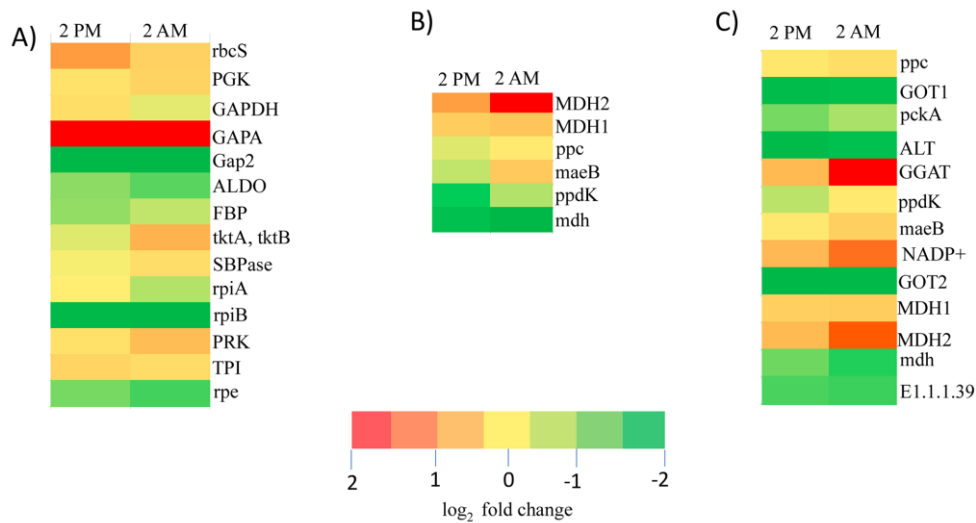 A)
2 PM 2 AM
rbcS
PGK
GAPDH
GAPA
Gap2
ALDO
FBP
tktA, tktB
SBPase
rpiA
rpiB
PRK
TPI
rpe
B)
2 PM 2 AM
MDH2
MDH1
ppc
maeB
ppdK
mdh
C)
2 PM 2 AM
ppc
GOT1
pckA
ALT
GGAT
ppdK
maeB
NADP+
GOT2
MDH1
MDH2
mdh
E1.1.1.39
2 1 0 -1 -2
log2 fold change